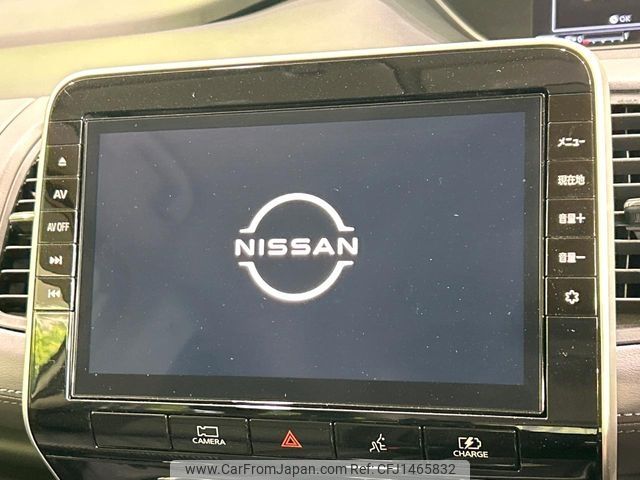 OK
メニュー
AV
現在地
AV OFF
音量＋
NISSAN
音量－
CAMERA
CHARGE
www.CarFromJapan.com Ref No. CFJ1465832